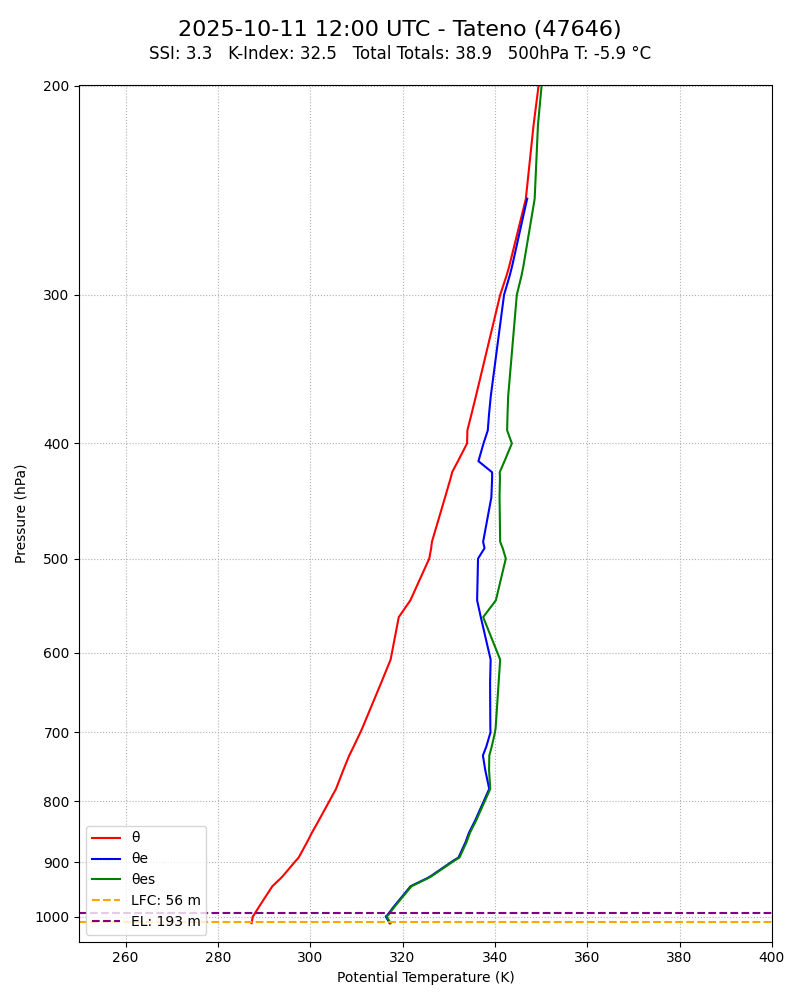 2025-10-11 12:00 UTC - Tateno (47646)
SSI: 3.3 K-Index: 32.5 Total Totals: 38.9 500hPa T: -5.9 °C
200
300
400
500
600
700
800
900
1000
Pressure (hPa)
θ
θe
θes
LFC: 56 m
EL: 193 m
260 280 300 320 340 360 380 400
Potential Temperature (K)